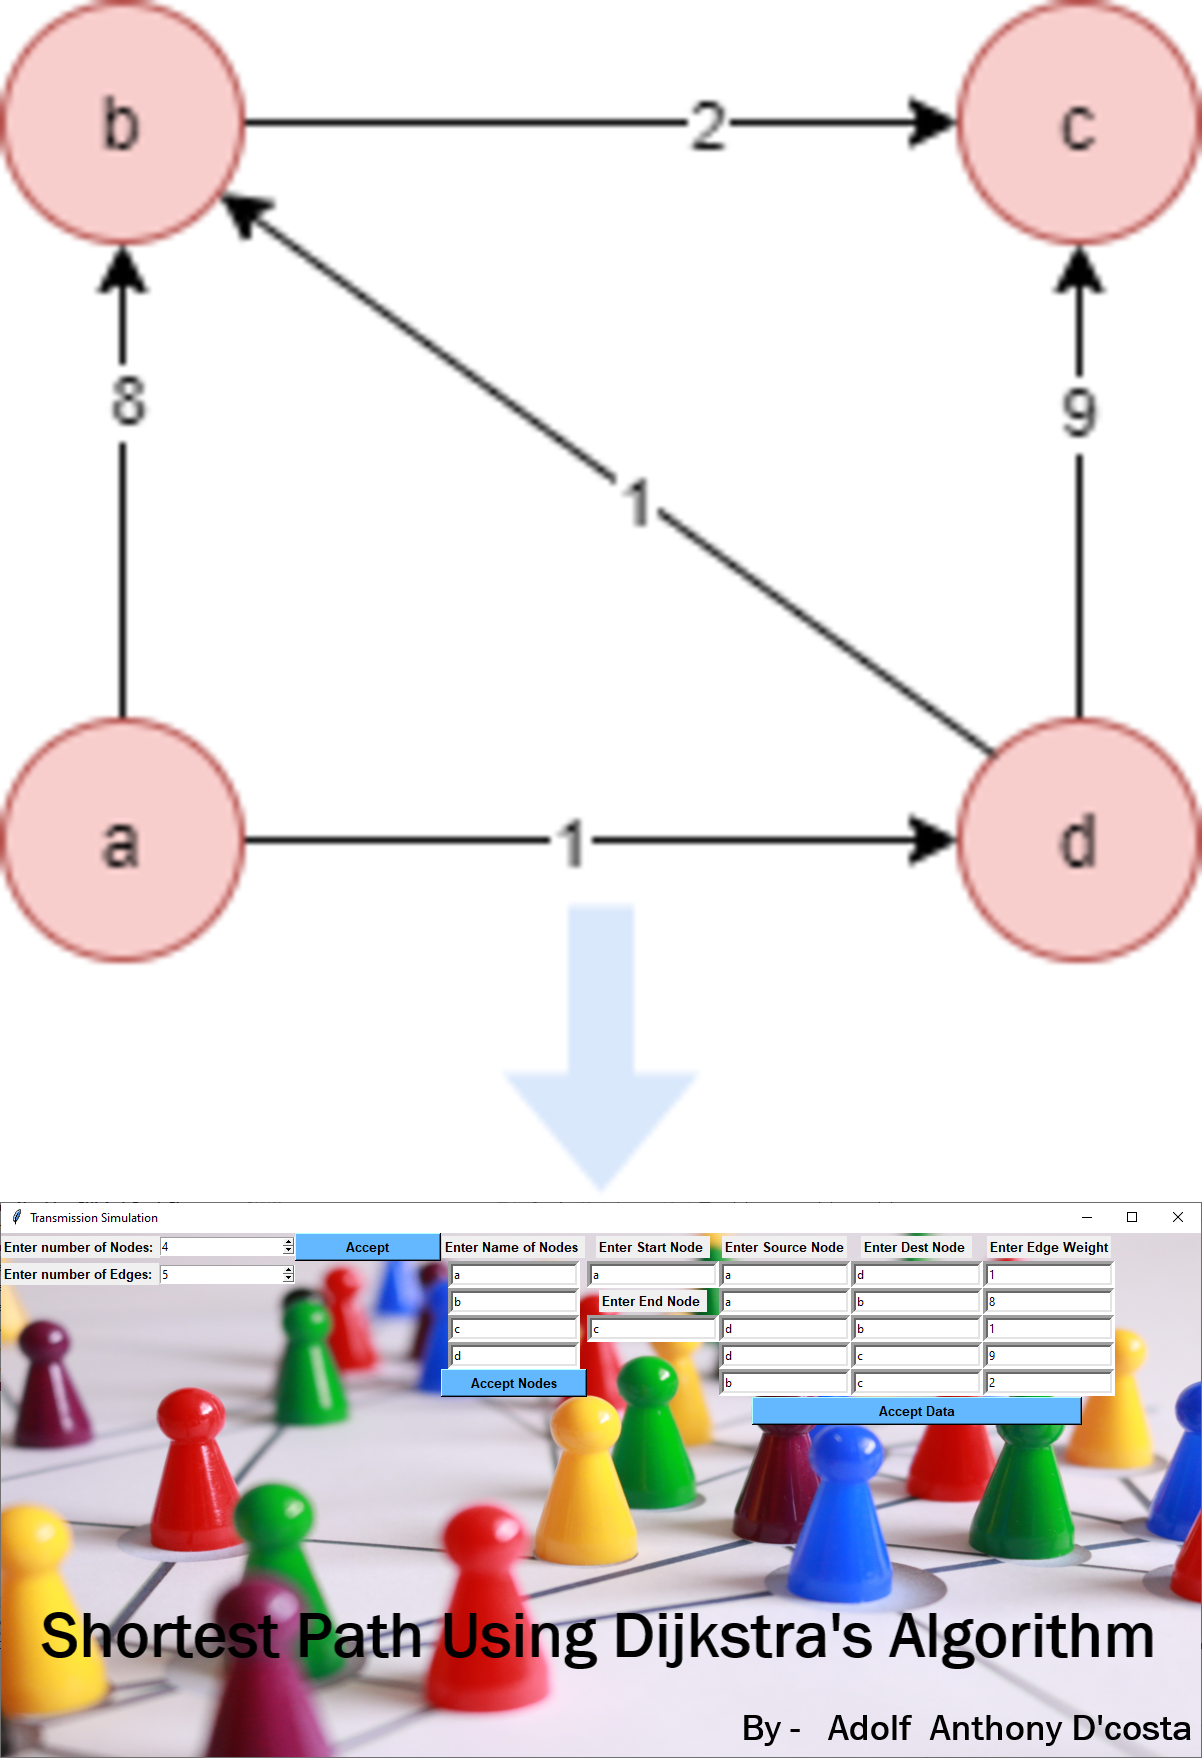 b
2
c
8
9
1
a
1
d
Transmission Simulation
Enter number of Nodes: 4 Accept Enter Name of Nodes Enter Start Node Enter Source Node Enter Dest Node Enter Edge Weight
Enter number of Edges: 5 a a a d 1
b Enter End Node a b 8
c c d b 1
d d c 9
Accept Nodes b c 2
Accept Data
Shortest Path Using Dijkstra's Algorithm
By - Adolf Anthony D'costa